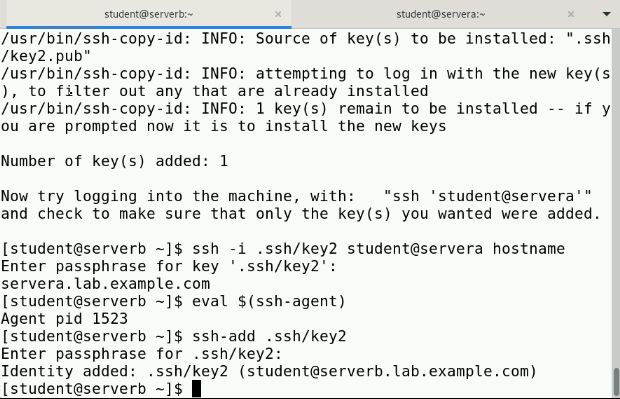 student@serverb:~
student@servera:~
/usr/bin/ssh-copy-id: INFO: Source of key(s) to be installed: ".ssh
/key2.pub"
/usr/bin/ssh-copy-id: INFO: attempting to log in with the new key(s
), to filter out any that are already installed
/usr/bin/ssh-copy-id: INFO: 1 key(s) remain to be installed -- if y
ou are prompted now it is to install the new keys
Number of key(s) added: 1
Now try logging into the machine, with:   "ssh 'student@servera'"
and check to make sure that only the key(s) you wanted were added.
[student@serverb ~]$ ssh -i .ssh/key2 student@servera hostname
Enter passphrase for key '.ssh/key2':
servera.lab.example.com
[student@serverb ~]$ eval $(ssh-agent)
Agent pid 1523
[student@serverb ~]$ ssh-add .ssh/key2
Enter passphrase for .ssh/key2:
Identity added: .ssh/key2 (student@serverb.lab.example.com)
[student@serverb ~]$